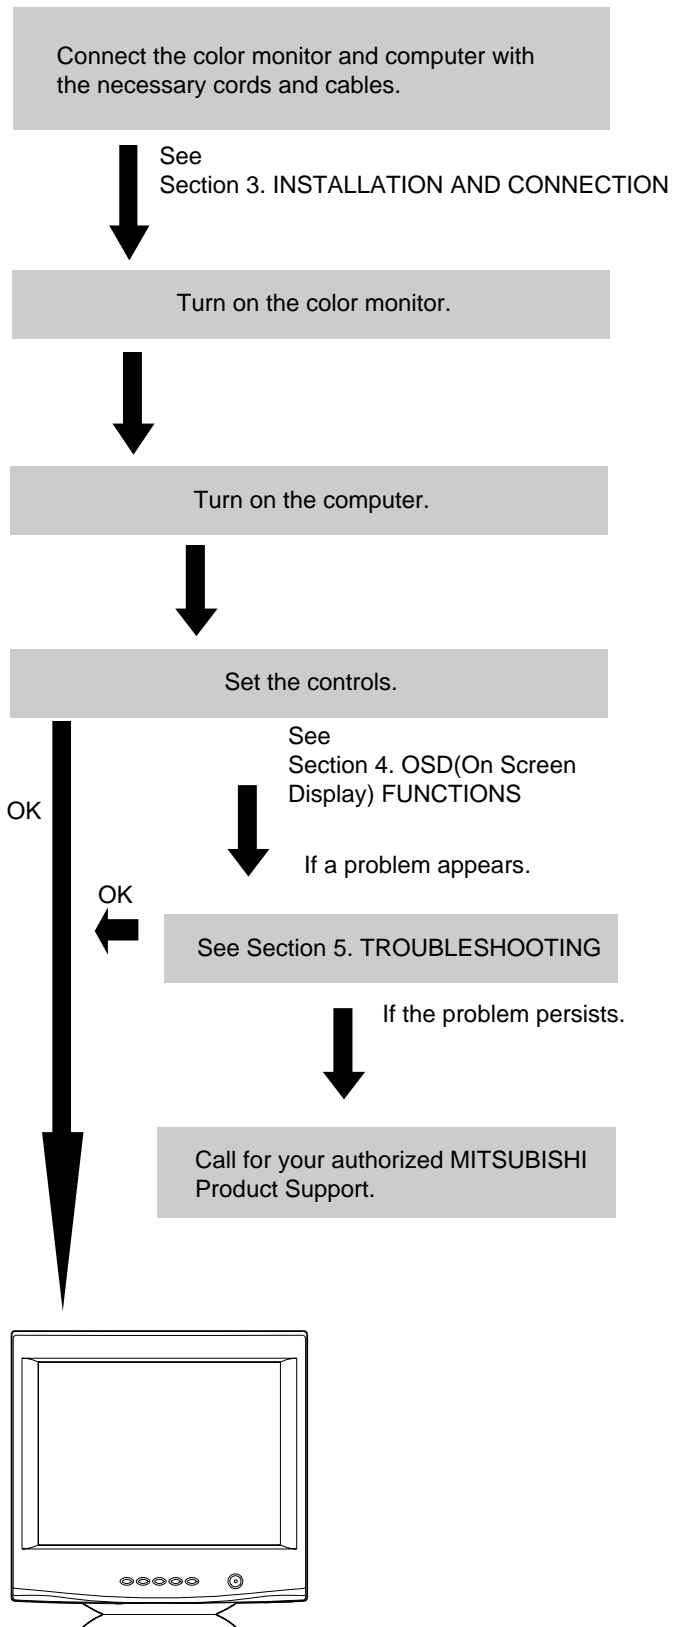 Connect the color monitor and computer with
the necessary cords and cables.
See
Section 3. INSTALLATION AND CONNECTION
Turn on the color monitor.
Turn on the computer.
Set the controls.
See
Section 4. OSD(On Screen
Display) FUNCTIONS
OK
If a problem appears.
OK
See Section 5. TROUBLESHOOTING
If the problem persists.
Call for your authorized MITSUBISHI
Product Support.